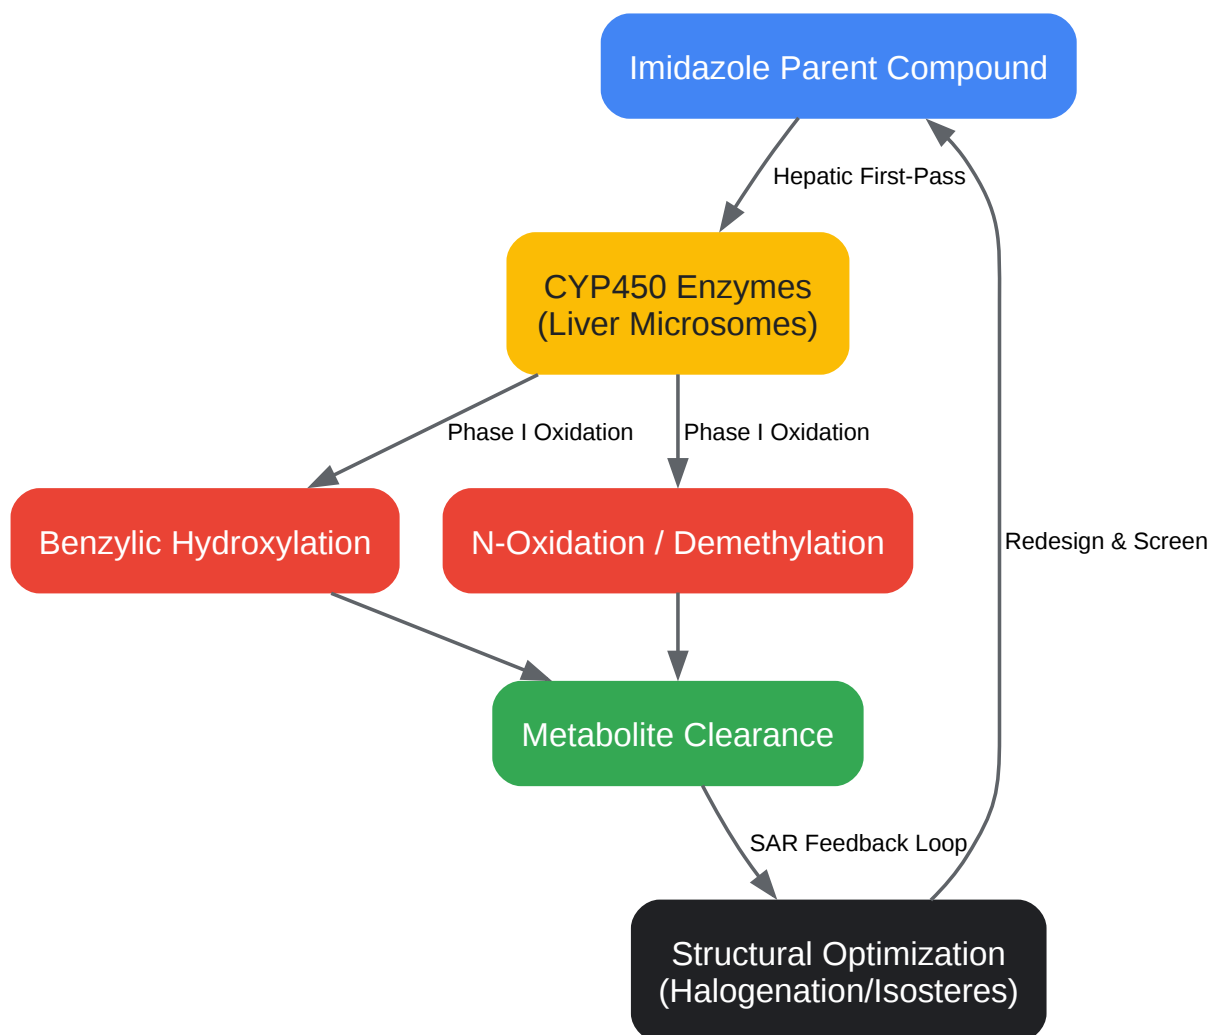 Imidazole Parent Compound
Hepatic First-Pass
CYP450 Enzymes
(Liver Microsomes)
Phase I Oxidation
Phase I Oxidation
Benzylic Hydroxylation
N-Oxidation / Demethylation
Redesign & Screen
Metabolite Clearance
SAR Feedback Loop
Structural Optimization
(Halogenation/Isosteres)